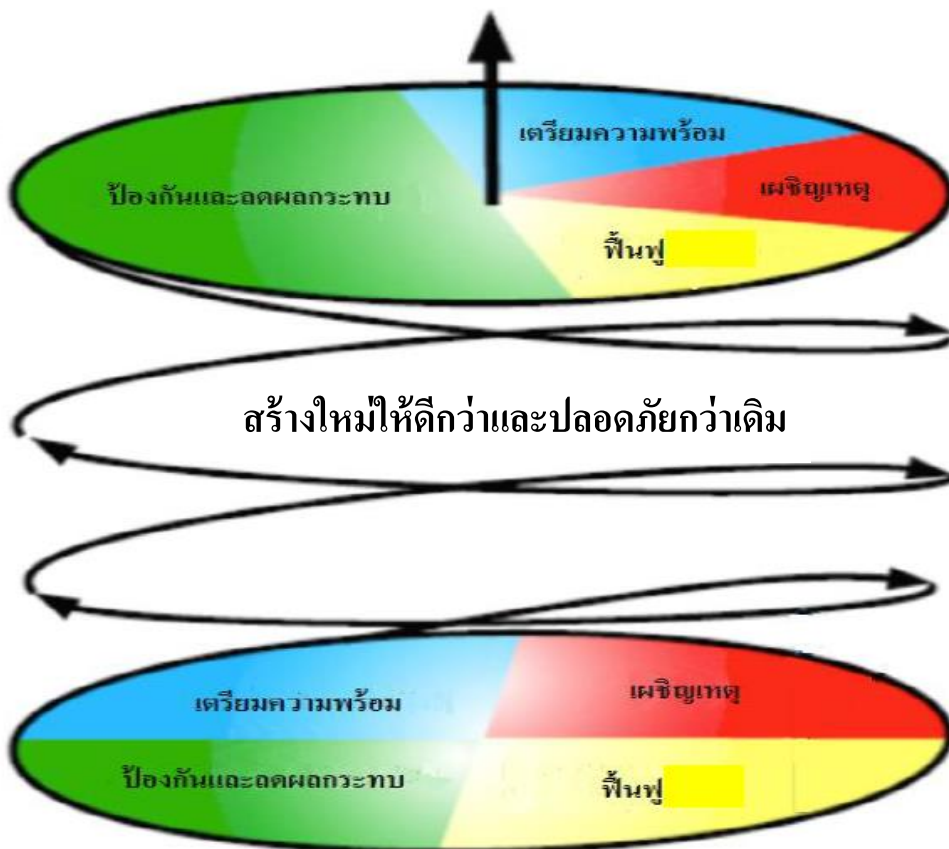 เตรียมความพร้อม
ป้องกันและลดผลกระทบ
เผชิญเหตุ
ฟื้นฟู
สร้างใหม่ให้ดีกว่าและปลอดภัยกว่าเดิม
เตรียมความพร้อม
เผชิญเหตุ
ป้องกันและลดผลกระทบ
ฟื้นฟู